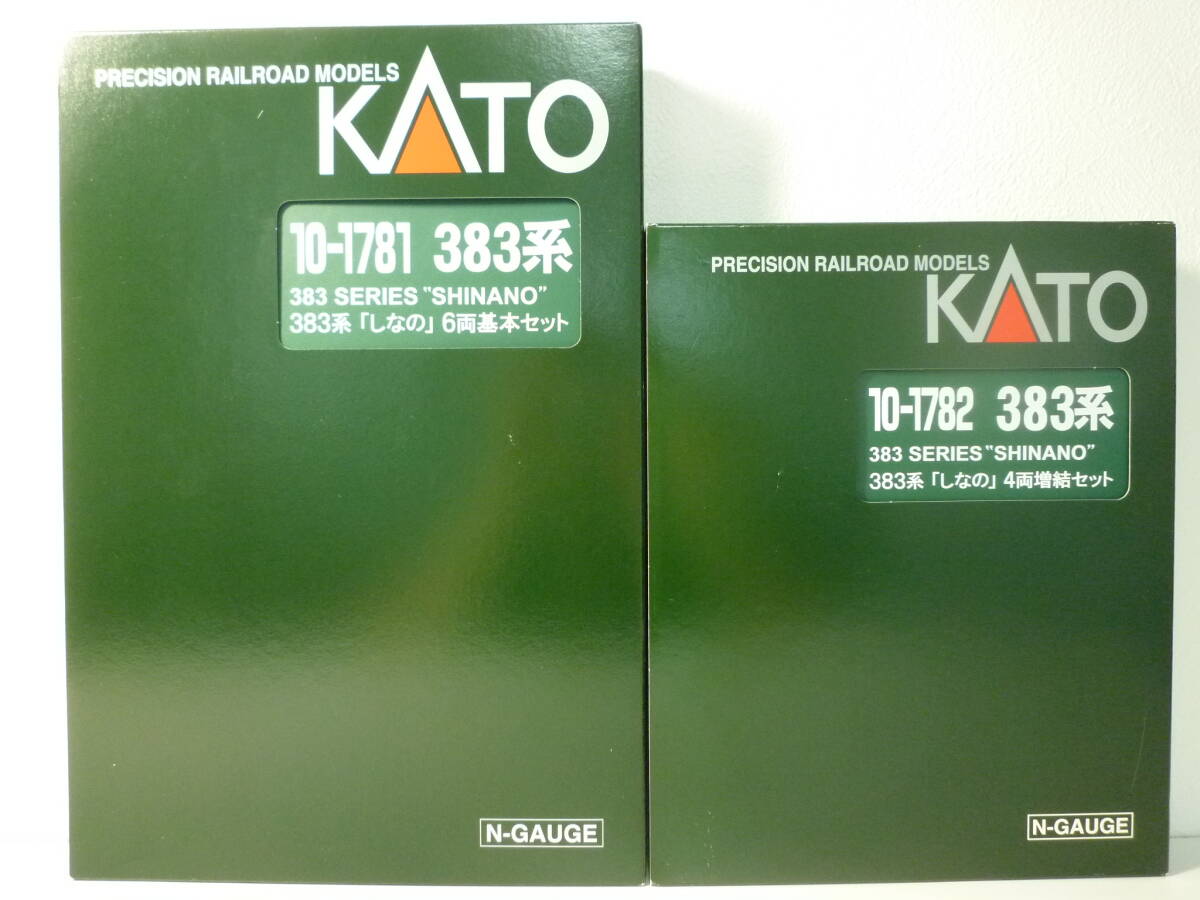 PRECISION RAILROAD MODELS
KATO
10-1781 383系
383 SERIES "SHINANO"
383系「しなの」6両基本セット
N-GAUGE
PRECISION RAILROAD MODELS
KATO
10-1782 383系
383 SERIES "SHINANO"
383系「しなの」4両増結セット
N-GAUGE